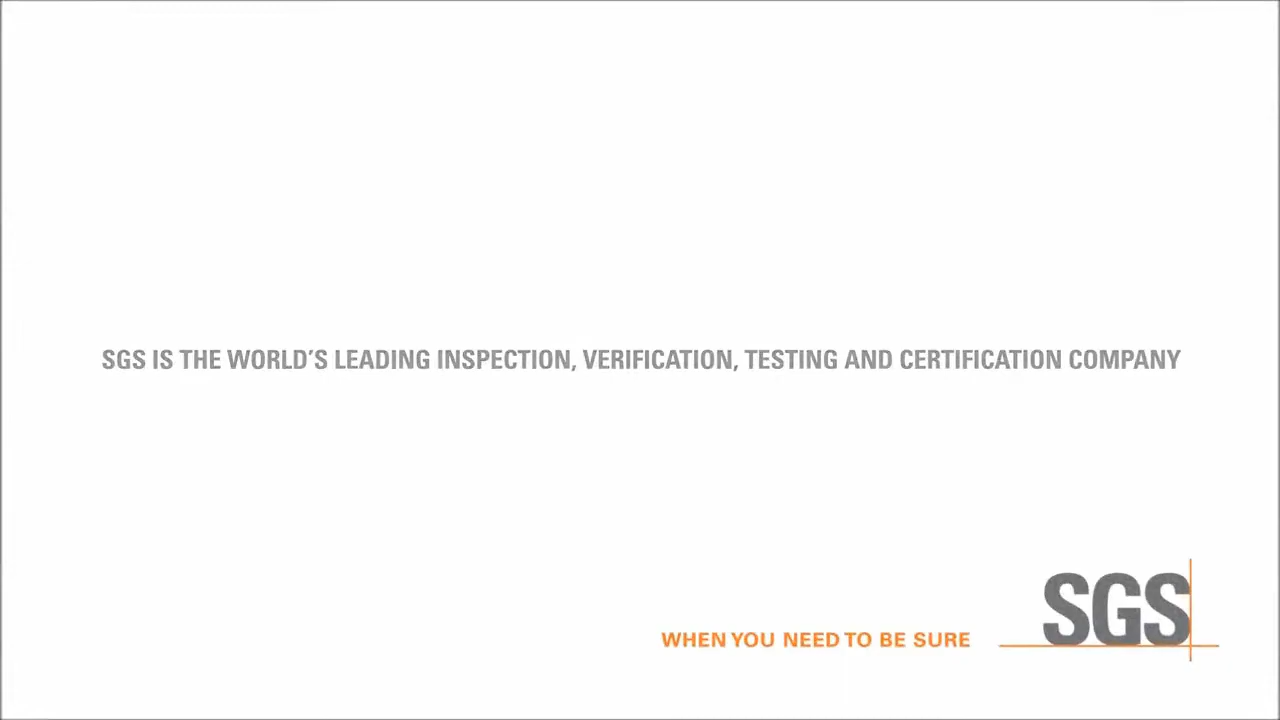 SGS IS THE WORLD’S LEADING INSPECTION, VERIFICATION, TESTING AND CERTIFICATION COMPANY
WHEN YOU NEED TO BE SURE
SGS